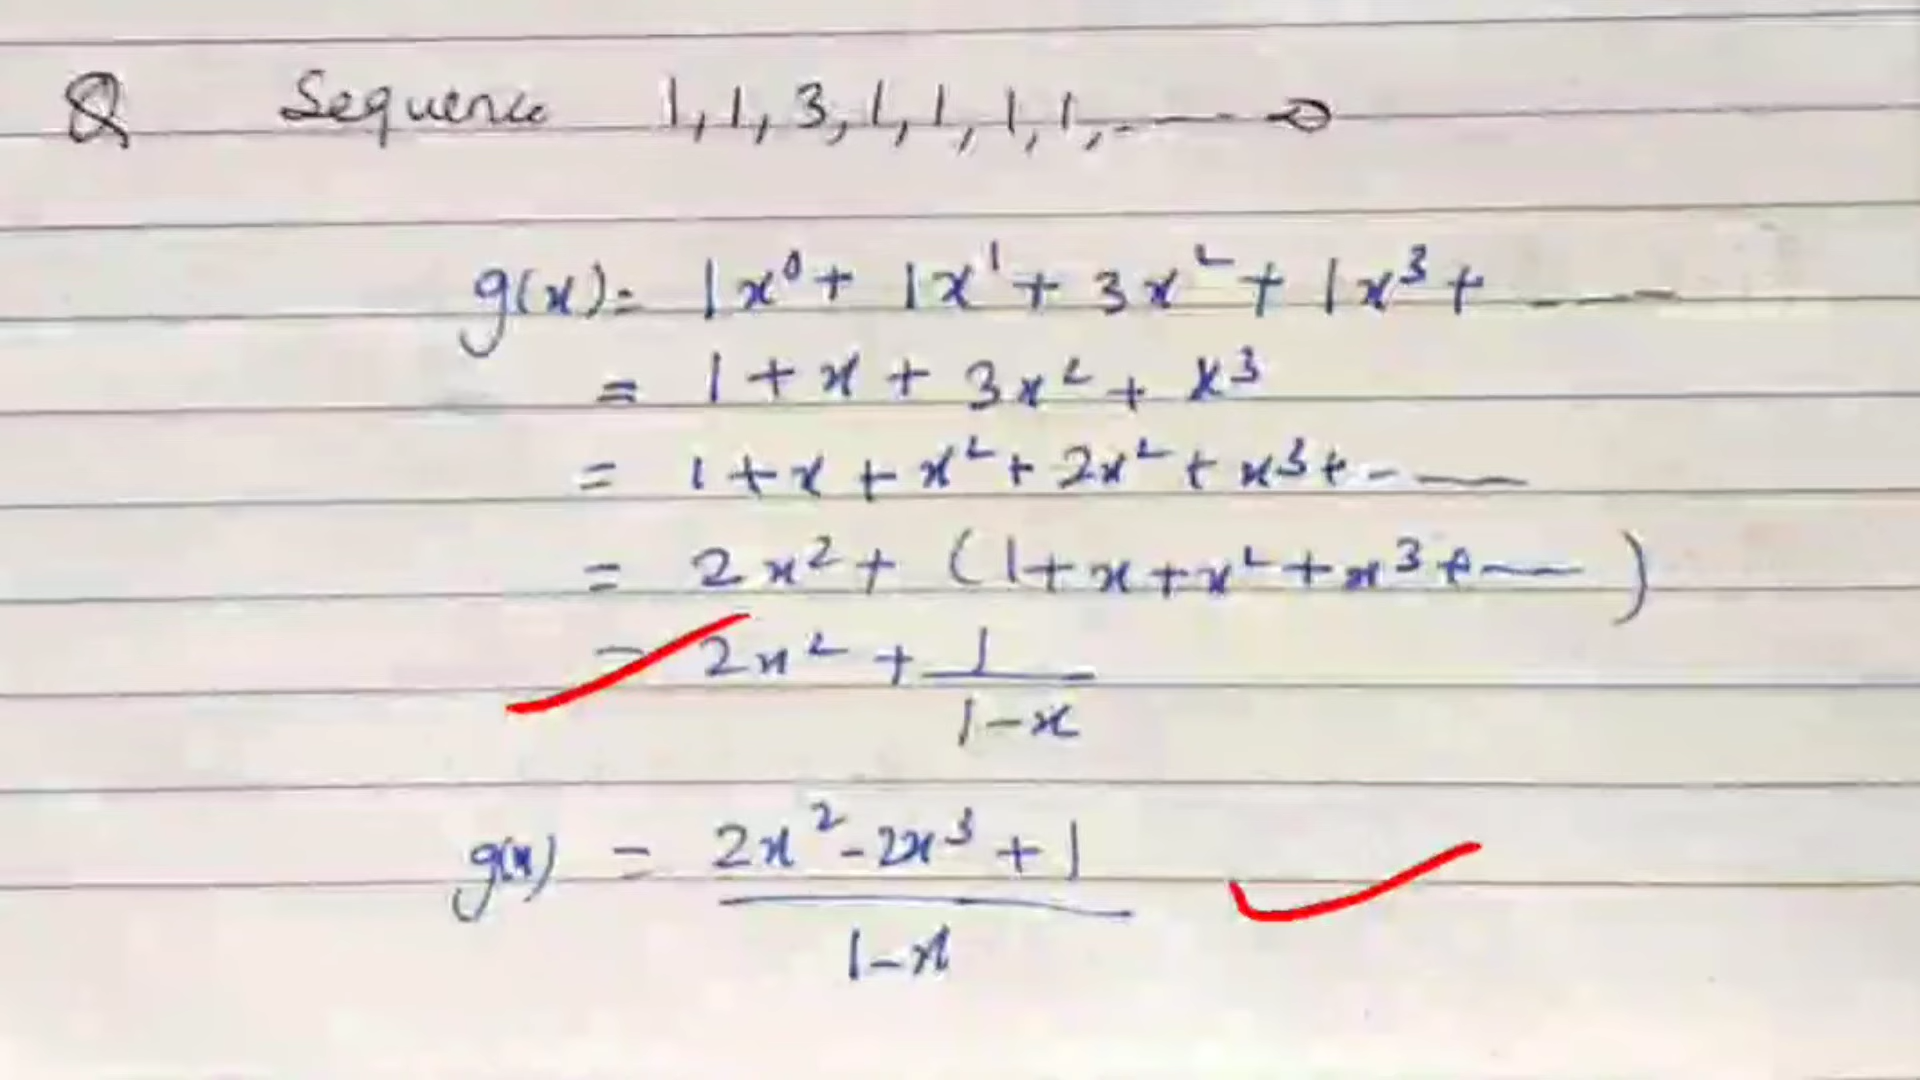 Q Sequence 1, 1, 3, 1, 1, 1, 1, ....
g(x) = 1x⁰ + 1x¹ + 3x² + 1x³ + ....
= 1 + x + 3x² + x³
= 1 + x + x² + 2x² + x³ + ....
= 2x² + (1 + x + x² + x³ + .... )
= 2x² + 1/(1-x)
g(x) = (2x² - 2x³ + 1)/(1-x)